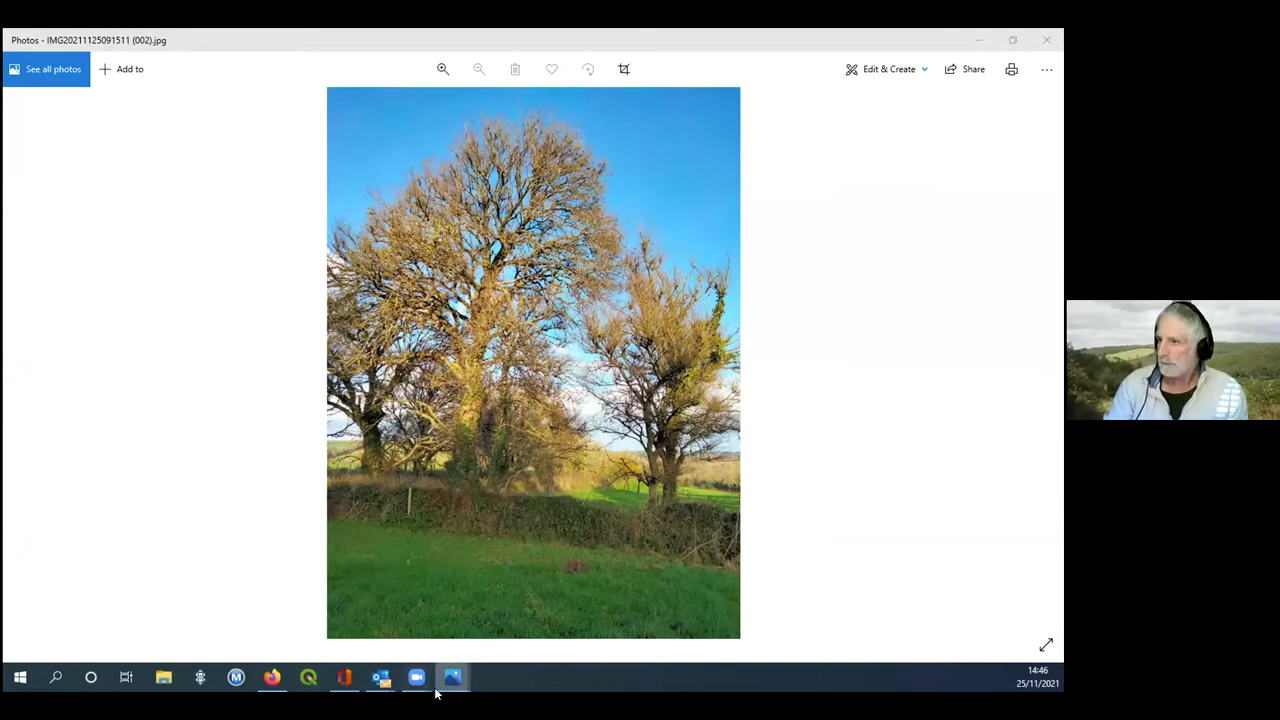 Photos - IMG20211125091511 (002).jpg
See all photos
Add to
Edit & Create
Share
M
14:46
25/11/2021